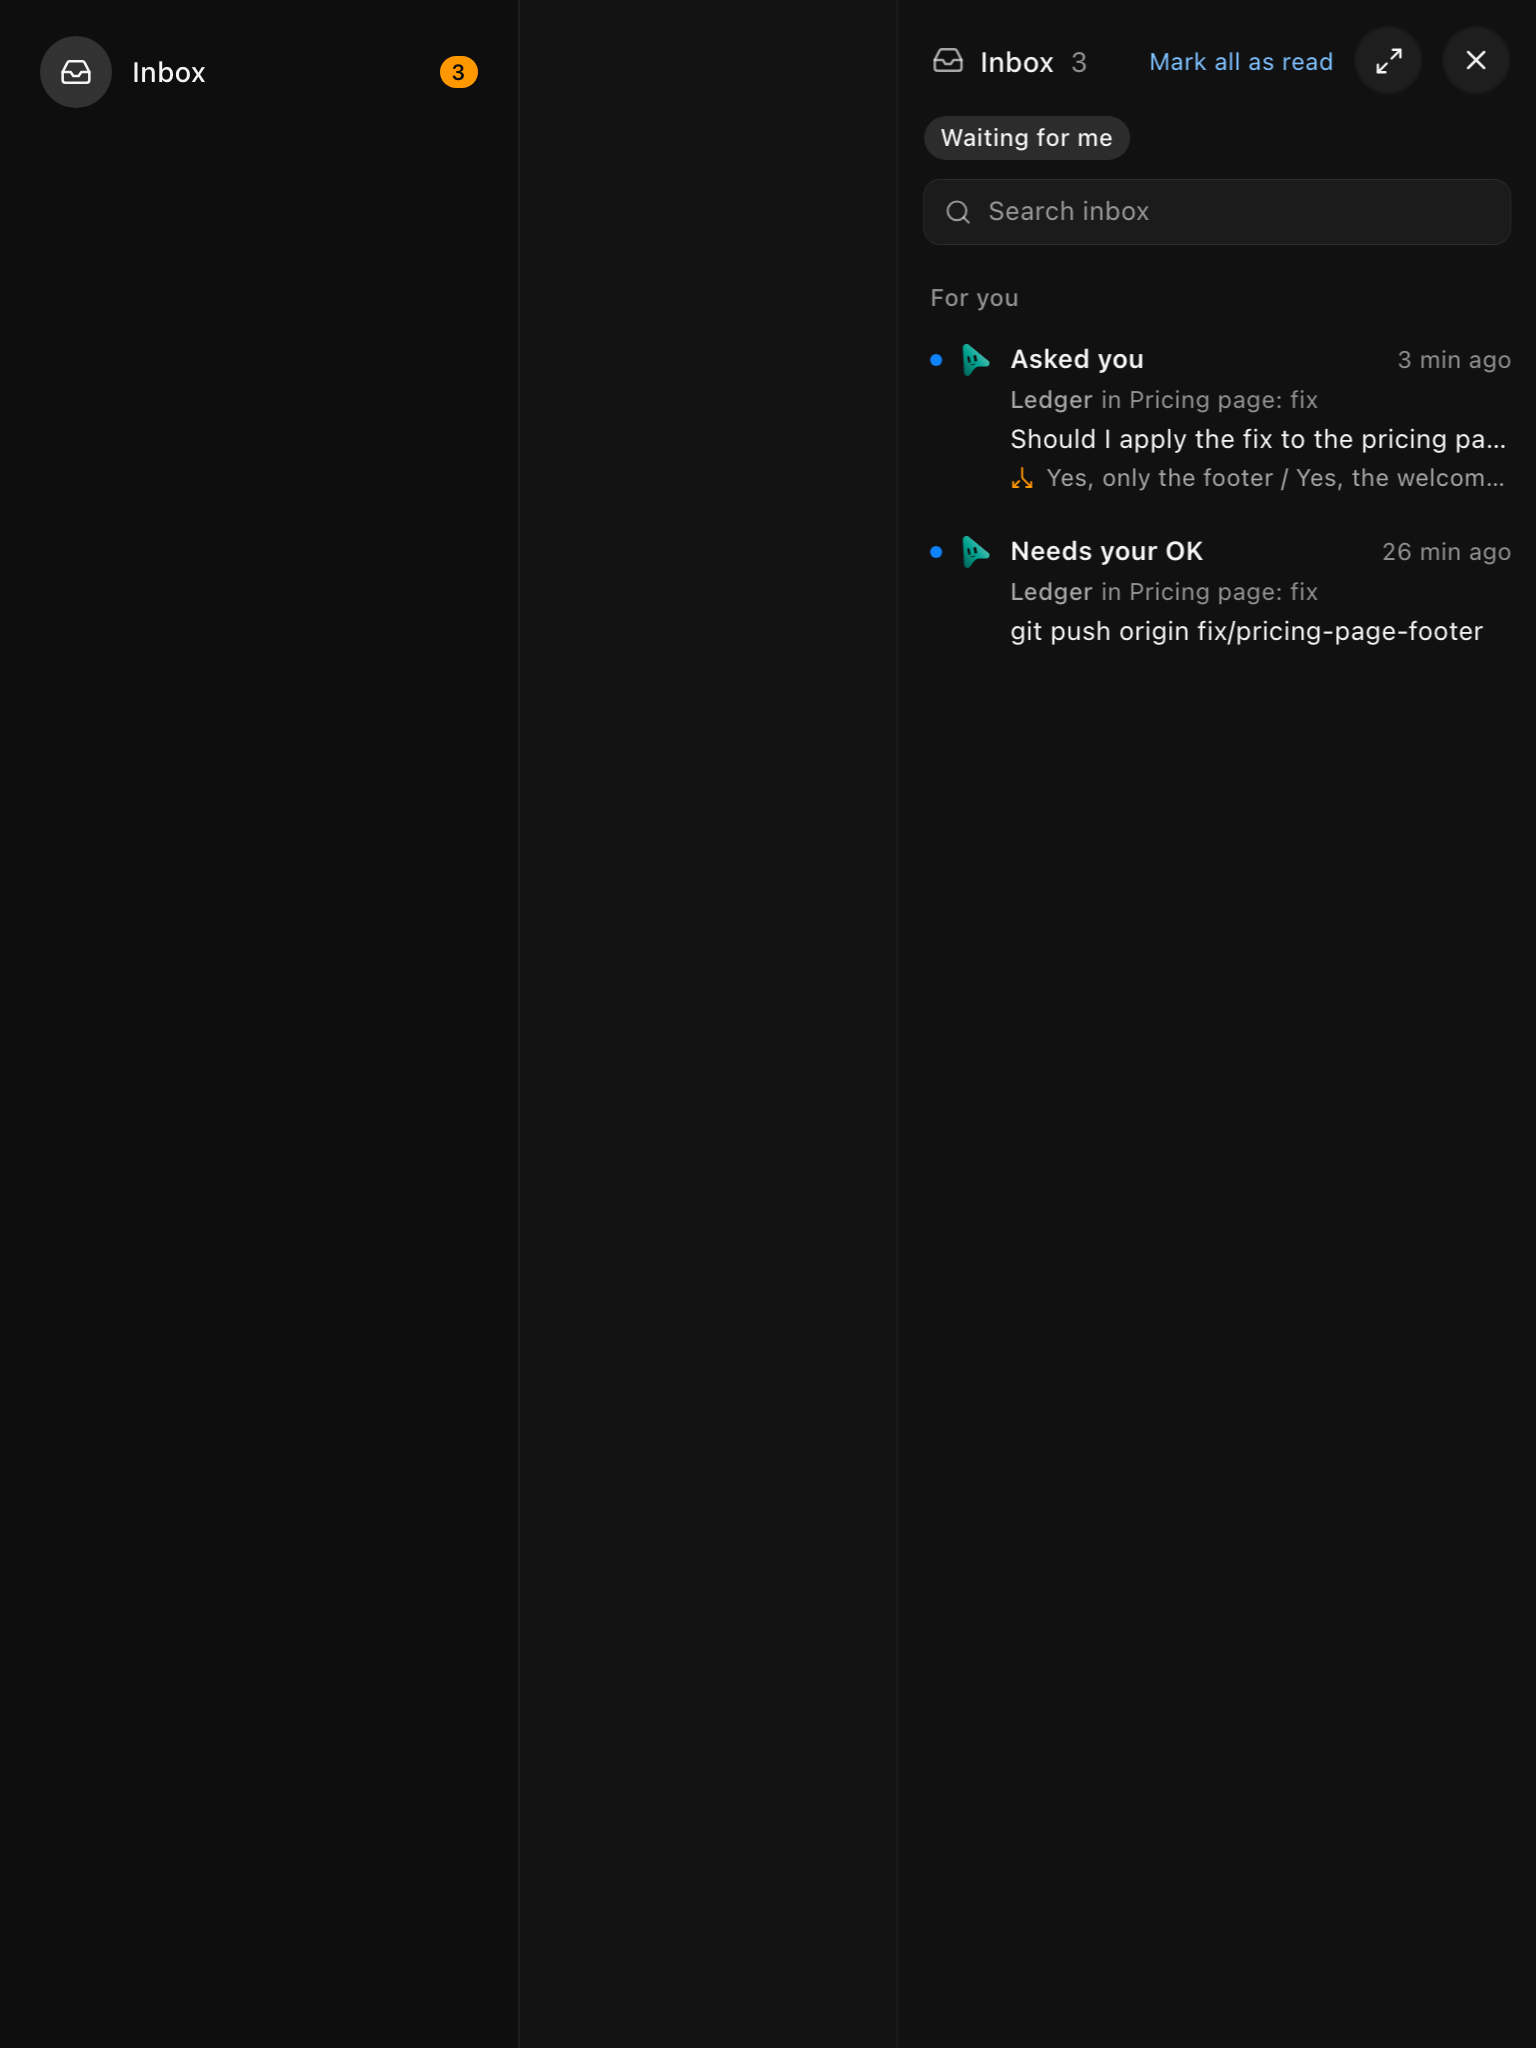 Inbox
3
Inbox 3
Mark all as read
Waiting for me
Search inbox
For you
Asked you
3 min ago
Ledger in Pricing page: fix
Should I apply the fix to the pricing pa...
Yes, only the footer / Yes, the welcom...
Needs your OK
26 min ago
Ledger in Pricing page: fix
git push origin fix/pricing-page-footer